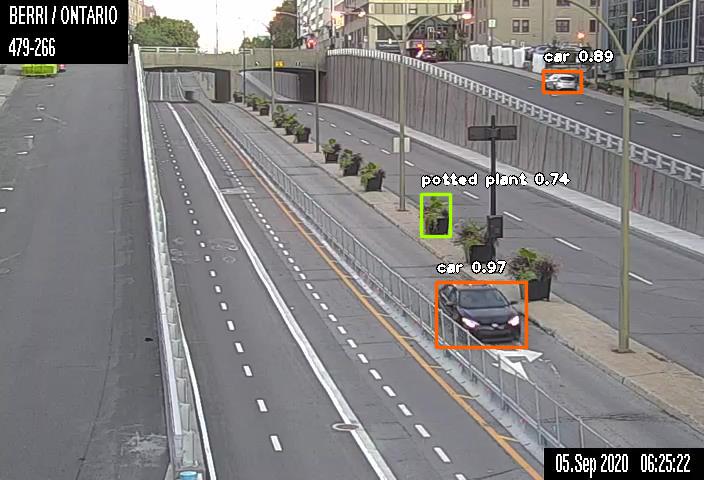 BERRI / ONTARIO
479-266
car 0.89
potted plant 0.74
car 0.97
05.Sep 2020 06:25:22